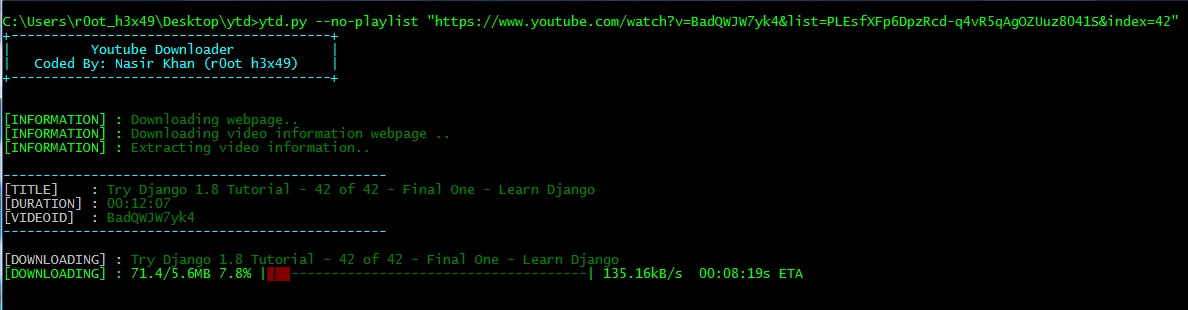 C:\Users\r0ot_h3x49\Desktop\ytd>ytd.py --no-playlist "https://www.youtube.com/watch?v=BadQWJW7yk4&list=PLEsfXFp6DpzRcd-q4vR5qAgOZUuz8041S&index=42"
+----------------------------------------+
| Youtube Downloader |
| Coded By: Nasir Khan (r0ot h3x49) |
+----------------------------------------+
[INFORMATION] : Downloading webpage..
[INFORMATION] : Downloading video information webpage ..
[INFORMATION] : Extracting video information..
------------------------------------------------
[TITLE] : Try Django 1.8 Tutorial - 42 of 42 - Final One - Learn Django
[DURATION] : 00:12:07
[VIDEOID] : BadQWJW7yk4
------------------------------------------------
[DOWNLOADING] : Try Django 1.8 Tutorial - 42 of 42 - Final One - Learn Django
[DOWNLOADING] : 71.4/5.6MB 7.8% |-------------------------------------| 135.16kB/s 00:08:19s ETA